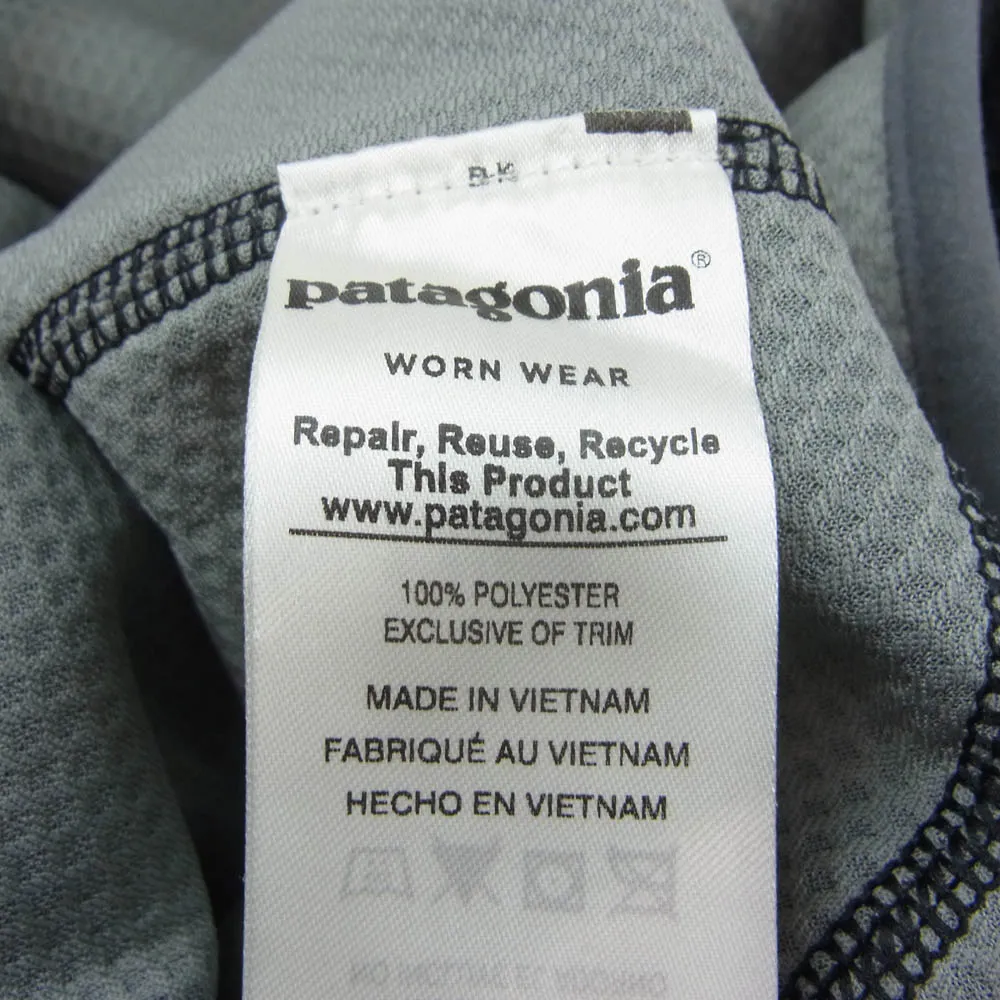 B-K
patagonia®
WORN WEAR
Repair, Reuse, Recycle
This Product
www.patagonia.com
100% POLYESTER
EXCLUSIVE OF TRIM
MADE IN VIETNAM
FABRIQUÉ AU VIETNAM
HECHO EN VIETNAM